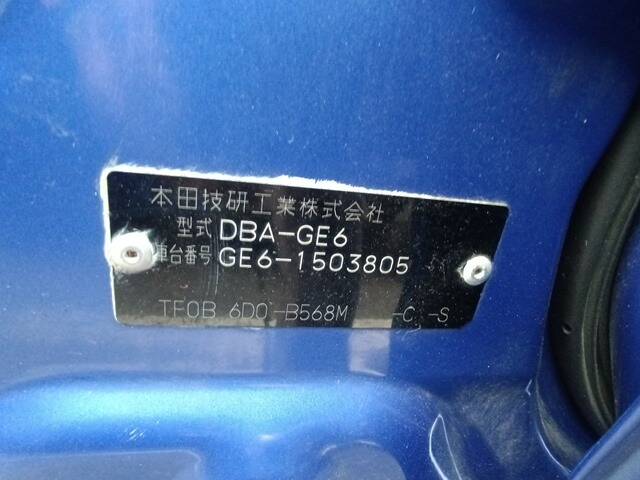 本田技研工業株式会社
型式 DBA-GE6
車台番号 GE6-1503805
TF0B 6D0 -B568M -C -S